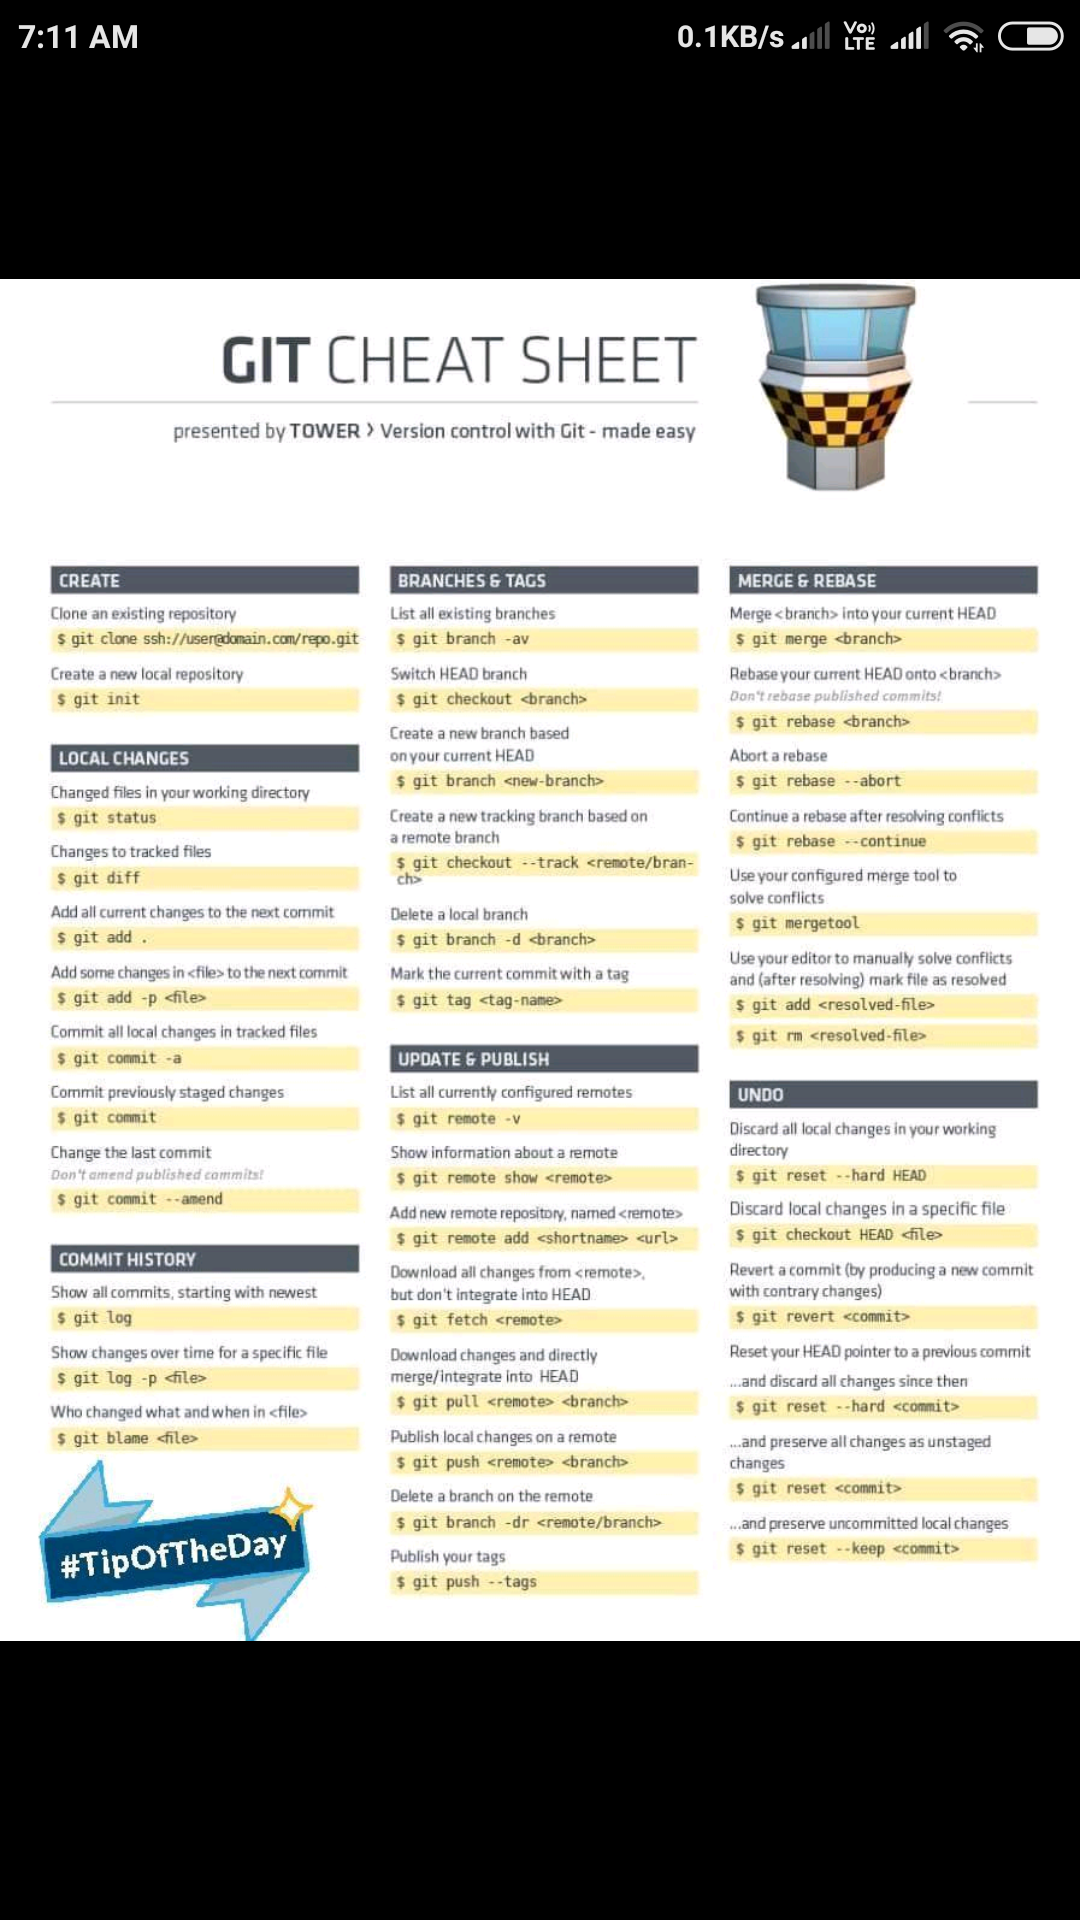 7:11 AM
0.1KB/s
Vo))
LTE
GIT CHEAT SHEET
presented by TOWER › Version control with Git - made easy
CREATE
Clone an existing repository
$ git clone ssh://user@domain.com/repo.git
Create a new local repository
$ git init
LOCAL CHANGES
Changed files in your working directory
$ git status
Changes to tracked files
$ git diff
Add all current changes to the next commit
$ git add .
Add some changes in <file> to the next commit
$ git add -p <file>
Commit all local changes in tracked files
$ git commit -a
Commit previously staged changes
$ git commit
Change the last commit
Don't amend published commits!
$ git commit --amend
COMMIT HISTORY
Show all commits, starting with newest
$ git log
Show changes over time for a specific file
$ git log -p <file>
Who changed what and when in <file>
$ git blame <file>
#TipOfTheDay
BRANCHES & TAGS
List all existing branches
$ git branch -av
Switch HEAD branch
$ git checkout <branch>
Create a new branch based
on your current HEAD
$ git branch <new-branch>
Create a new tracking branch based on
a remote branch
$ git checkout --track <remote/bran-
ch>
Delete a local branch
$ git branch -d <branch>
Mark the current commit with a tag
$ git tag <tag-name>
UPDATE & PUBLISH
List all currently configured remotes
$ git remote -v
Show information about a remote
$ git remote show <remote>
Add new remote repository, named <remote>
$ git remote add <shortname> <url>
Download all changes from <remote>,
but don't integrate into HEAD
$ git fetch <remote>
Download changes and directly
merge/integrate into HEAD
$ git pull <remote> <branch>
Publish local changes on a remote
$ git push <remote> <branch>
Delete a branch on the remote
$ git branch -dr <remote/branch>
Publish your tags
$ git push --tags
MERGE & REBASE
Merge <branch> into your current HEAD
$ git merge <branch>
Rebase your current HEAD onto <branch>
Don't rebase published commits!
$ git rebase <branch>
Abort a rebase
$ git rebase --abort
Continue a rebase after resolving conflicts
$ git rebase --continue
Use your configured merge tool to
solve conflicts
$ git mergetool
Use your editor to manually solve conflicts
and (after resolving) mark file as resolved
$ git add <resolved-file>
$ git rm <resolved-file>
UNDO
Discard all local changes in your working
directory
$ git reset --hard HEAD
Discard local changes in a specific file
$ git checkout HEAD <file>
Revert a commit (by producing a new commit
with contrary changes)
$ git revert <commit>
Reset your HEAD pointer to a previous commit
...and discard all changes since then
$ git reset --hard <commit>
...and preserve all changes as unstaged
changes
$ git reset <commit>
...and preserve uncommitted local changes
$ git reset --keep <commit>